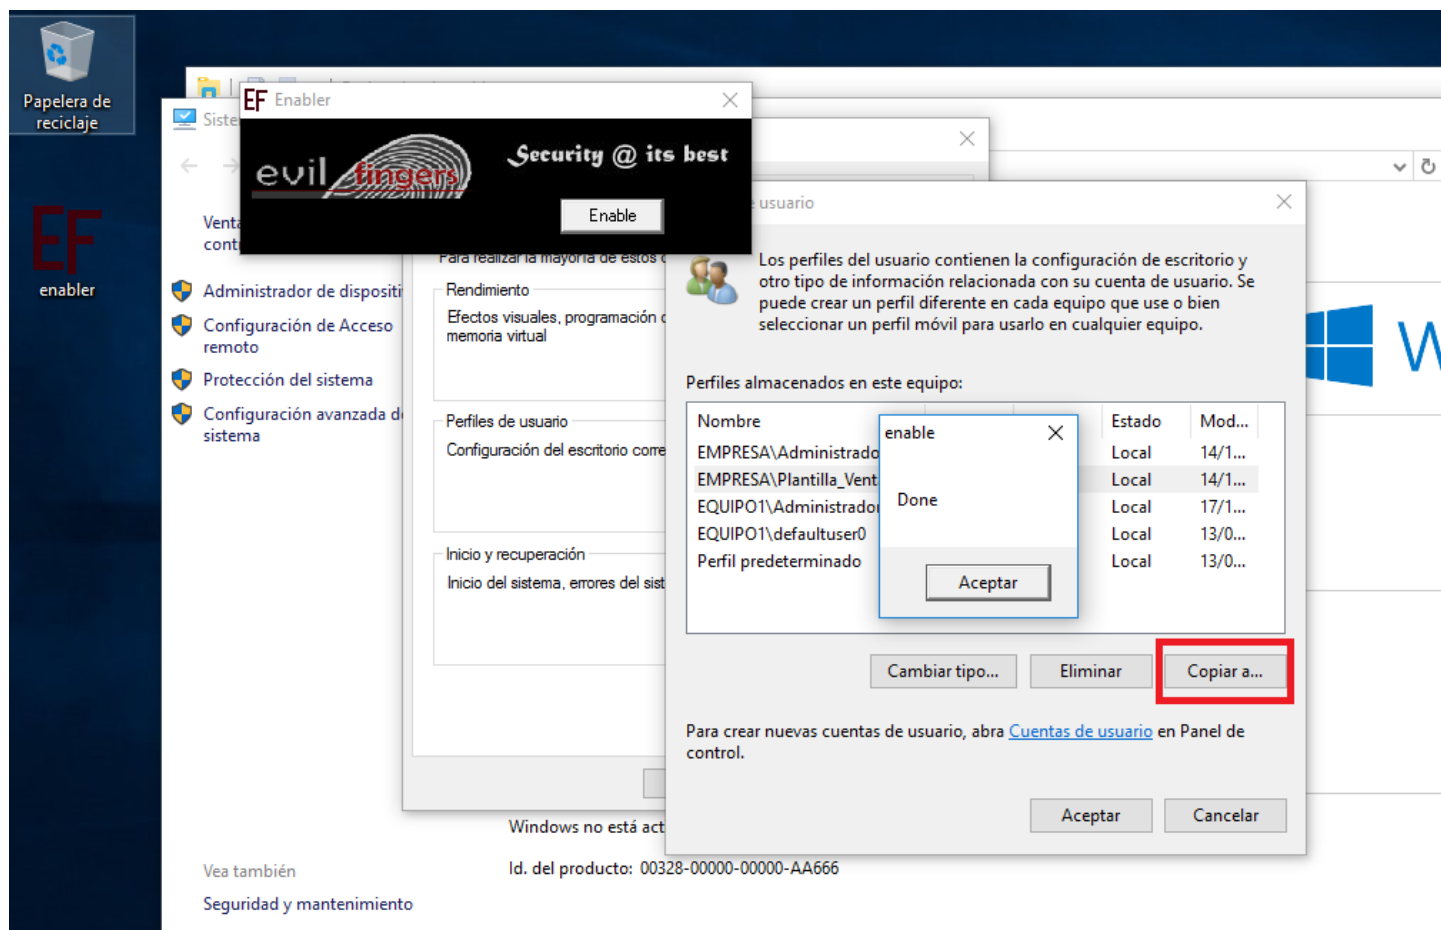 Papelera de
reciclaje
EF
enabler
EF Enabler
evil fingers
Security @ its best
Enable
Siste
Venta
cont
Administrador de dispositi
Configuración de Acceso
remoto
Protección del sistema
Configuración avanzada de
sistema
Vea también
Seguridad y mantenimiento
Para realizar la mayoría de estos c
Rendimiento
Efectos visuales, programación d
memoria virtual
Perfiles de usuario
Configuración del escritorio corre
Inicio y recuperación
Inicio del sistema, errores del sist
Windows no está act
Id. del producto: 00328-00000-00000-AA666
usuario
Los perfiles del usuario contienen la configuración de escritorio y
otro tipo de información relacionada con su cuenta de usuario. Se
puede crear un perfil diferente en cada equipo que use o bien
seleccionar un perfil móvil para usarlo en cualquier equipo.
Perfiles almacenados en este equipo:
Nombre Estado Mod...
EMPRESA\Administrado Local 14/1...
EMPRESA\Plantilla_Vent Local 14/1...
EQUIPO1\Administrador Local 17/1...
EQUIPO1\defaultuser0 Local 13/0...
Perfil predeterminado Local 13/0...
enable
Done
Aceptar
Cambiar tipo... Eliminar Copiar a...
Para crear nuevas cuentas de usuario, abra Cuentas de usuario en Panel de
control.
Aceptar Cancelar
W